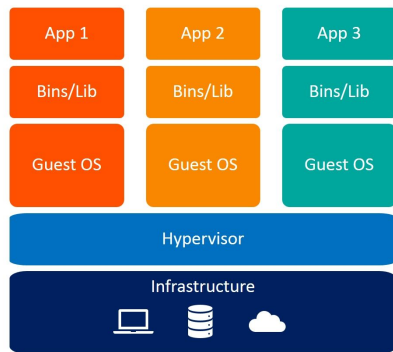 App 1 App 2 App 3
Bins/Lib Bins/Lib Bins/Lib
Guest OS Guest OS Guest OS
Hypervisor
Infrastructure